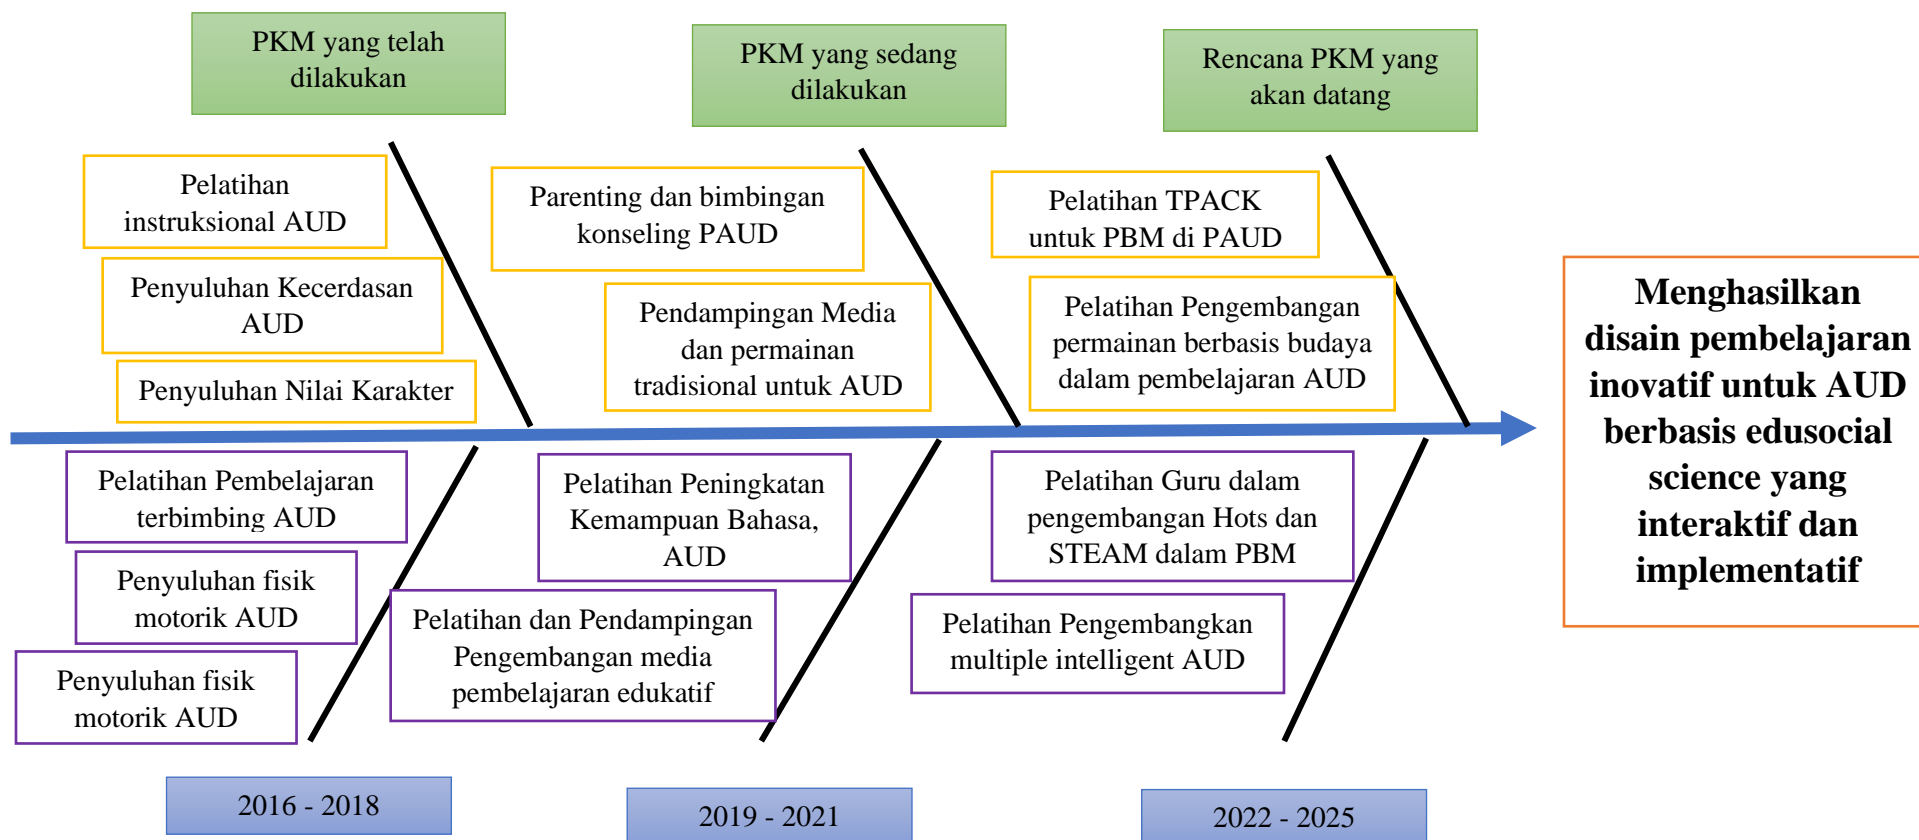 PKM yang telah
dilakukan
PKM yang sedang
dilakukan
Rencana PKM yang
akan datang
Pelatihan
instruksional AUD
Penyuluhan Kecerdasan
AUD
Penyuluhan Nilai Karakter
Parenting dan bimbingan
konseling PAUD
Pendampingan Media
dan permainan
tradisional untuk AUD
Pelatihan TPACK
untuk PBM di PAUD
Pelatihan Pengembangan
permainan berbasis budaya
dalam pembelajaran AUD
Menghasilkan
disain pembelajaran
inovatif untuk AUD
berbasis edusocial
science yang
interaktif dan
implementatif
Pelatihan Pembelajaran
terbimbing AUD
Penyuluhan fisik
motorik AUD
Penyuluhan fisik
motorik AUD
Pelatihan Peningkatan
Kemampuan Bahasa,
AUD
Pelatihan dan Pendampingan
Pengembangan media
pembelajaran edukatif
Pelatihan Guru dalam
pengembangan Hots dan
STEAM dalam PBM
Pelatihan Pengembangkan
multiple intelligent AUD
2016 - 2018
2019 - 2021
2022 - 2025